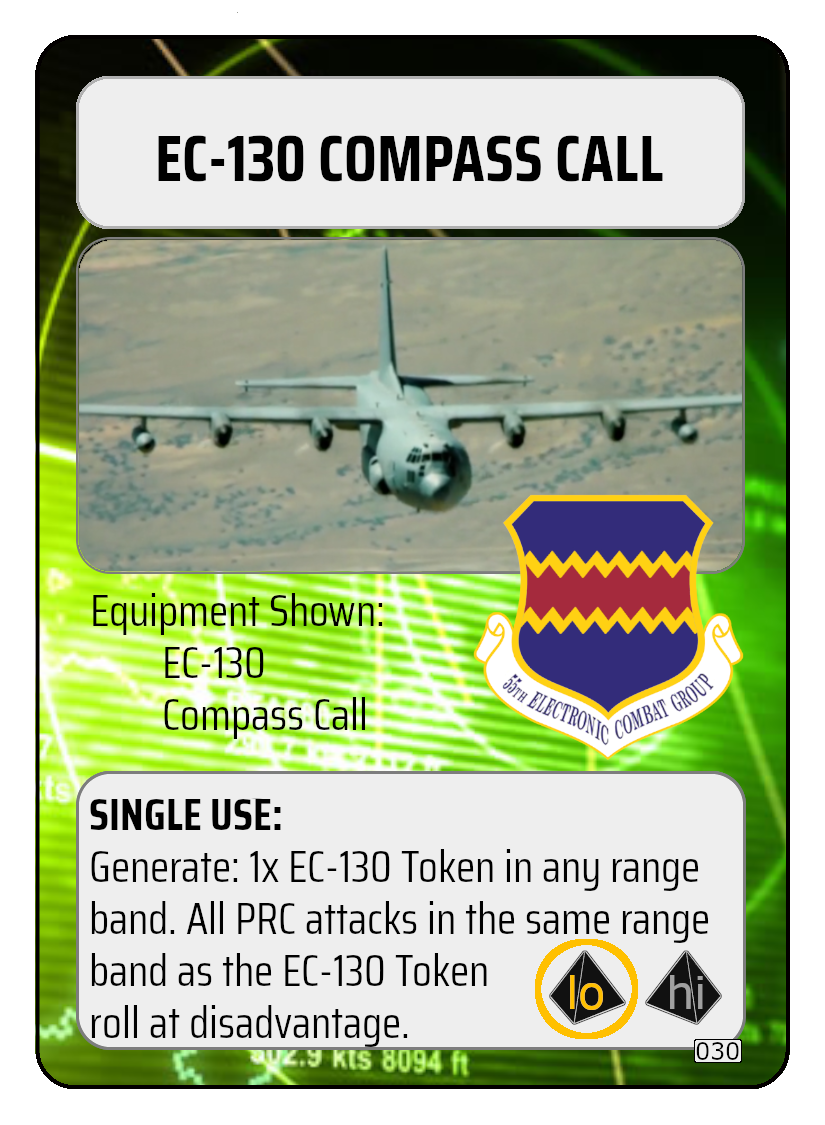 EC-130 COMPASS CALL
Equipment Shown:
EC-130
Compass Call
55TH ELECTRONIC COMBAT GROUP
SINGLE USE:
Generate: 1x EC-130 Token in any range
band. All PRC attacks in the same range
band as the EC-130 Token
roll at disadvantage.
lo hi
030
kts 8094 ft